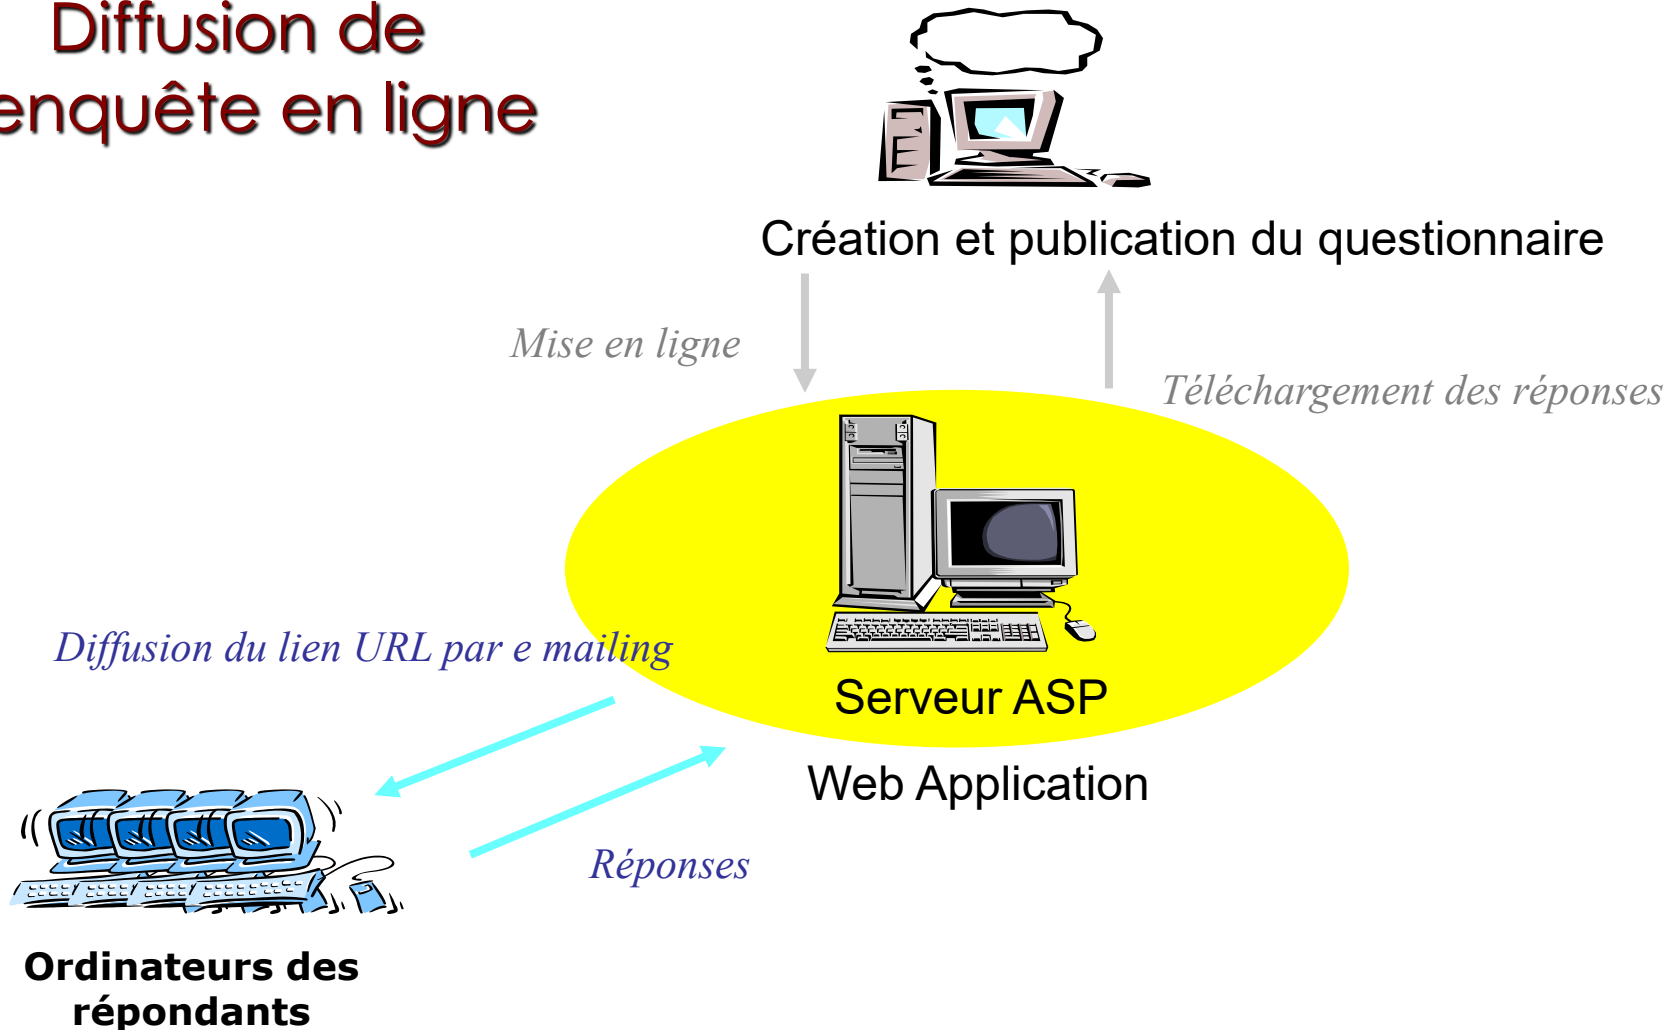 Diffusion de
enquête en ligne
Création et publication du questionnaire
Mise en ligne
Téléchargement des réponses
Diffusion du lien URL par e mailing
Serveur ASP
Web Application
Réponses
Ordinateurs des
répondants